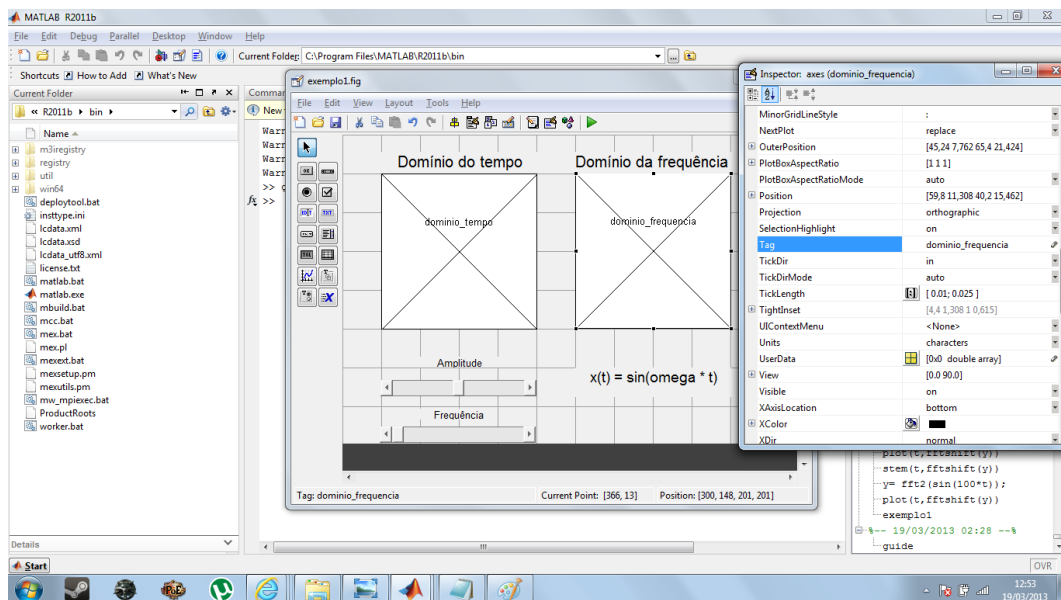 MATLAB R2011b
File Edit Debug Parallel Desktop Window Help
Current Folder: C:\Program Files\MATLAB\R2011b\bin
Shortcuts How to Add What's New
Current Folder
« R2011b ▸ bin ▸
Name
m3iregistry
registry
util
win64
deploytool.bat
insttype.ini
lcdata.xml
lcdata.xsd
lcdata_utf8.xml
license.txt
matlab.bat
matlab.exe
mbuild.bat
mcc.bat
mex.bat
mex.pl
mexext.bat
mexsetup.pm
mexutils.pm
mw_mpiexec.bat
ProductRoots
worker.bat
Details
Start
Comma
New
Warr
Warr
Warr
Warr
>> g
fx >>
exemplo1.fig
File Edit View Layout Tools Help
Domínio do tempo
Domínio da frequência
dominio_tempo
dominio_frequencia
Amplitude
x(t) = sin(omega * t)
Frequência
Tag: dominio_frequencia
Current Point: [366, 13]
Position: [300, 148, 201, 201]
Inspector: axes (dominio_frequencia)
MinorGridLineStyle :
NextPlot replace
OuterPosition [45,24 7,762 65,4 21,424]
PlotBoxAspectRatio [1 1 1]
PlotBoxAspectRatioMode auto
Position [59,8 11,308 40,2 15,462]
Projection orthographic
SelectionHighlight on
Tag dominio_frequencia
TickDir in
TickDirMode auto
TickLength [ 0.01; 0.025 ]
TightInset [4,4 1,308 1 0,615]
UIContextMenu <None>
Units characters
UserData [0x0 double array]
View [0.0 90.0]
Visible on
XAxisLocation bottom
XColor
XDir normal
plot(t,fftshift(y))
stem(t,fftshift(y))
y= fft2(sin(100*t));
plot(t,fftshift(y))
exemplo1
%-- 19/03/2013 02:28 --%
guide
OVR
12:53
19/03/2013